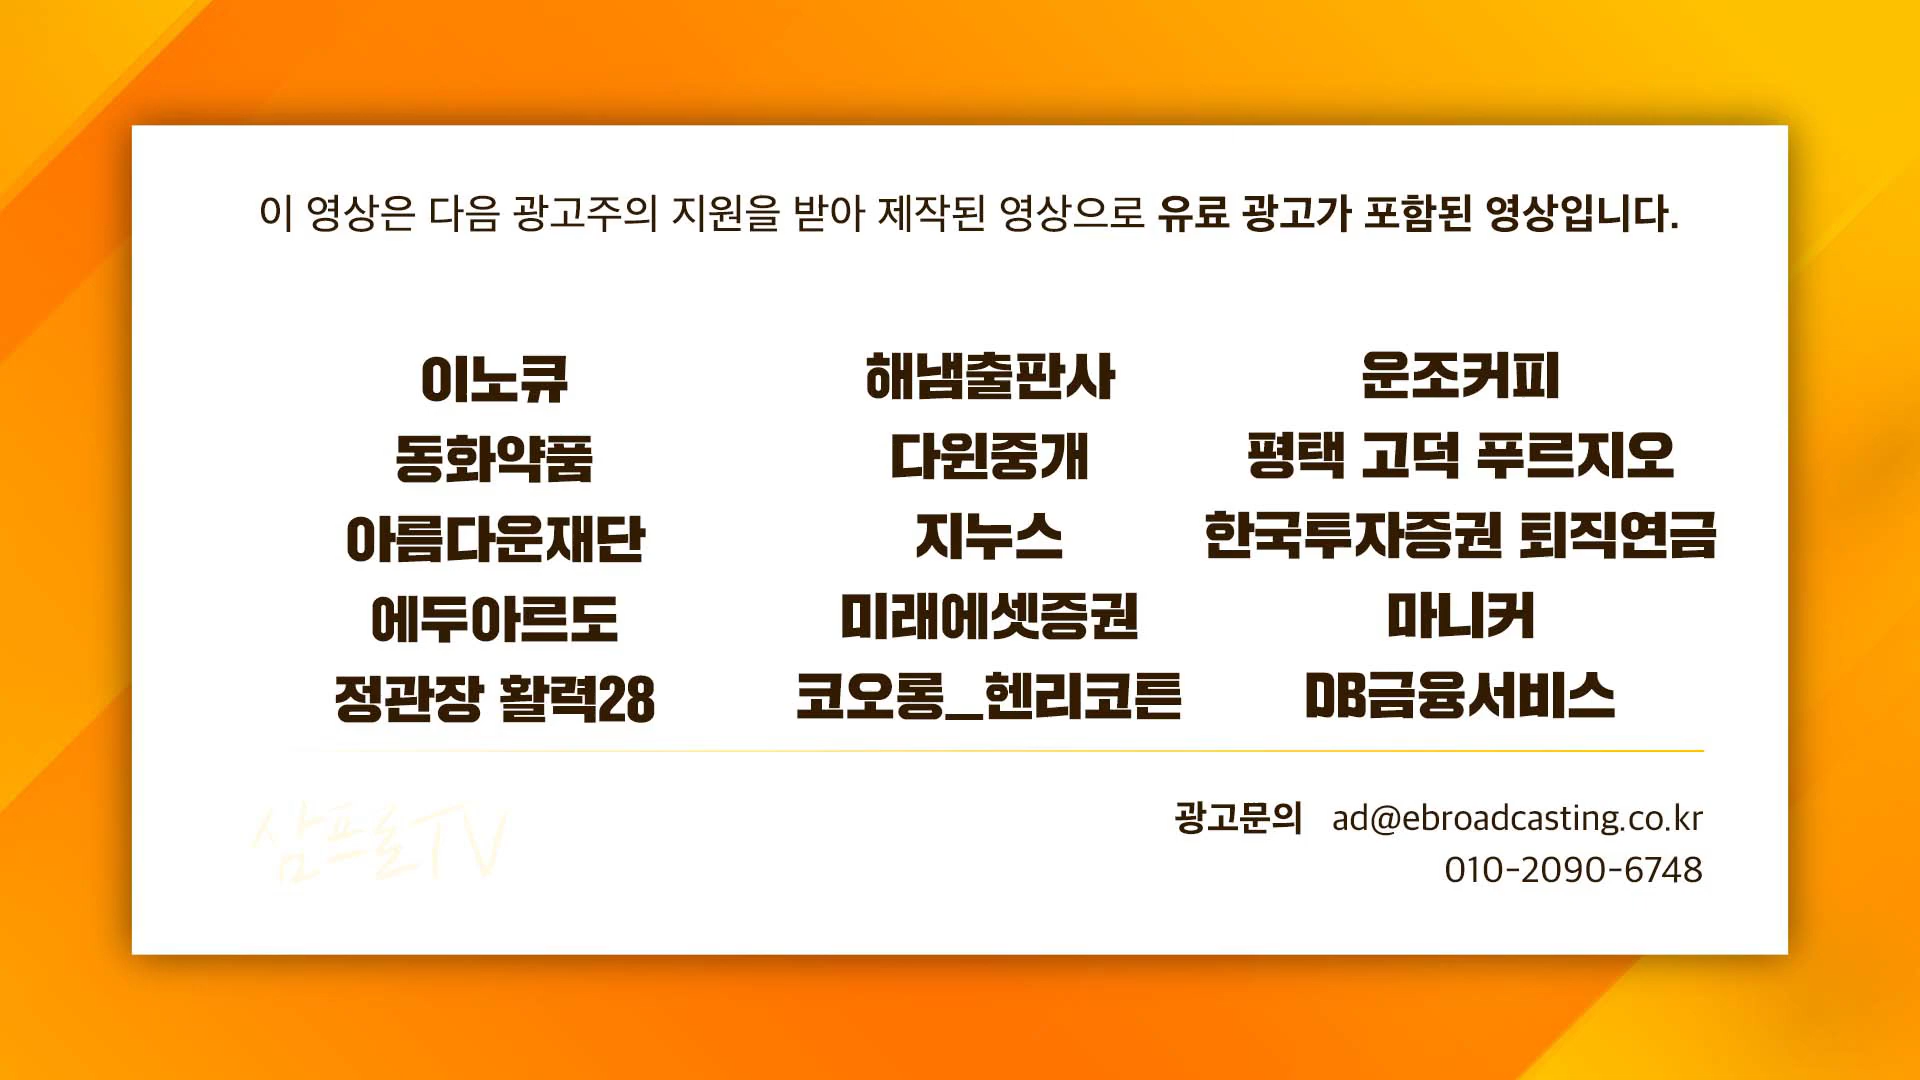 이 영상은 다음 광고주의 지원을 받아 제작된 영상으로 유료 광고가 포함된 영상입니다.
이노큐 해냄출판사 운조커피
동화약품 다윈중개 평택 고덕 푸르지오
아름다운재단 지누스 한국투자증권 퇴직연금
에두아르도 미래에셋증권 마니커
정관장 활력28 코오롱_헨리코튼 DB금융서비스
삼프로TV
광고문의 ad@ebroadcasting.co.kr
010-2090-6748